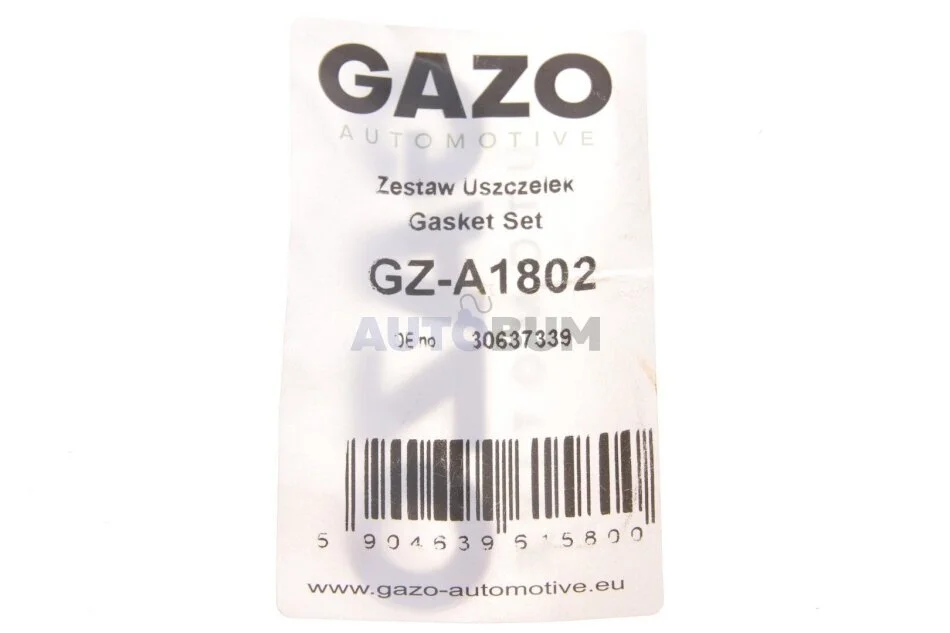 GAZO
AUTOMOTIVE
Zestaw Uszczelek
Gasket Set
GZ-A1802
AUTOBUM
OE no 30637339
5 904639 615800
www.gazo-automotive.eu